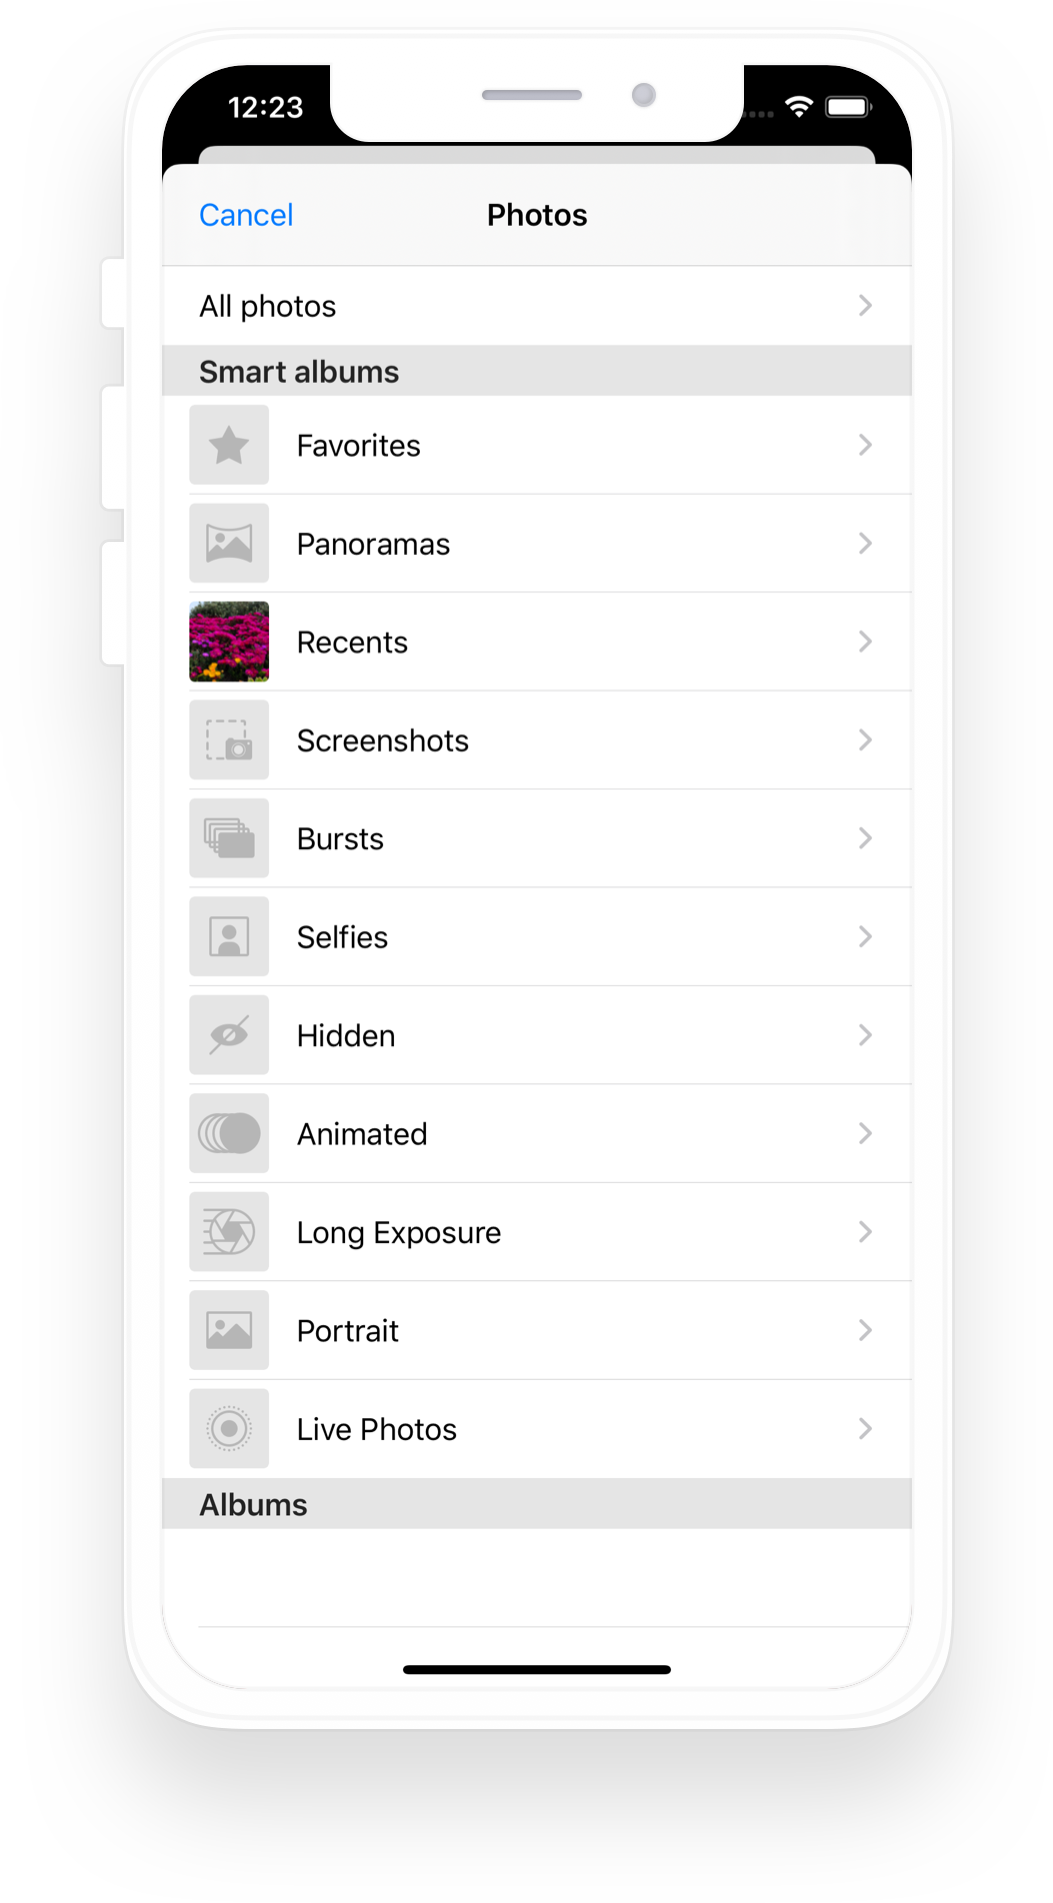 12:23
Cancel
Photos
All photos
Smart albums
Favorites
Panoramas
Recents
Screenshots
Bursts
Selfies
Hidden
Animated
Long Exposure
Portrait
Live Photos
Albums